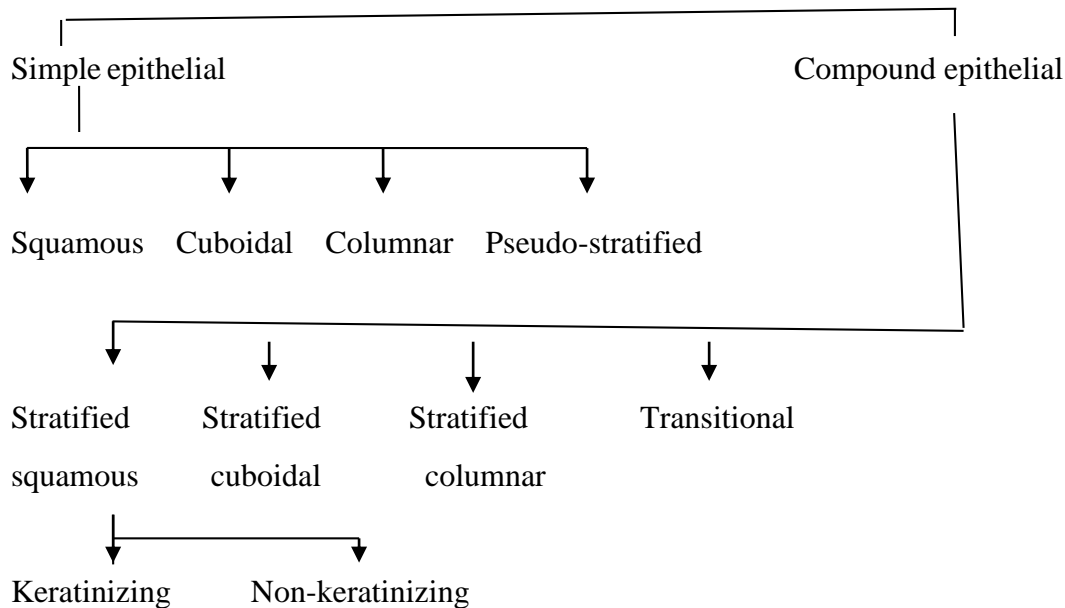 Simple epithelial Compound epithelial
Squamous Cuboidal Columnar Pseudo-stratified
Stratified Stratified Stratified Transitional
squamous cuboidal columnar
Keratinizing Non-keratinizing